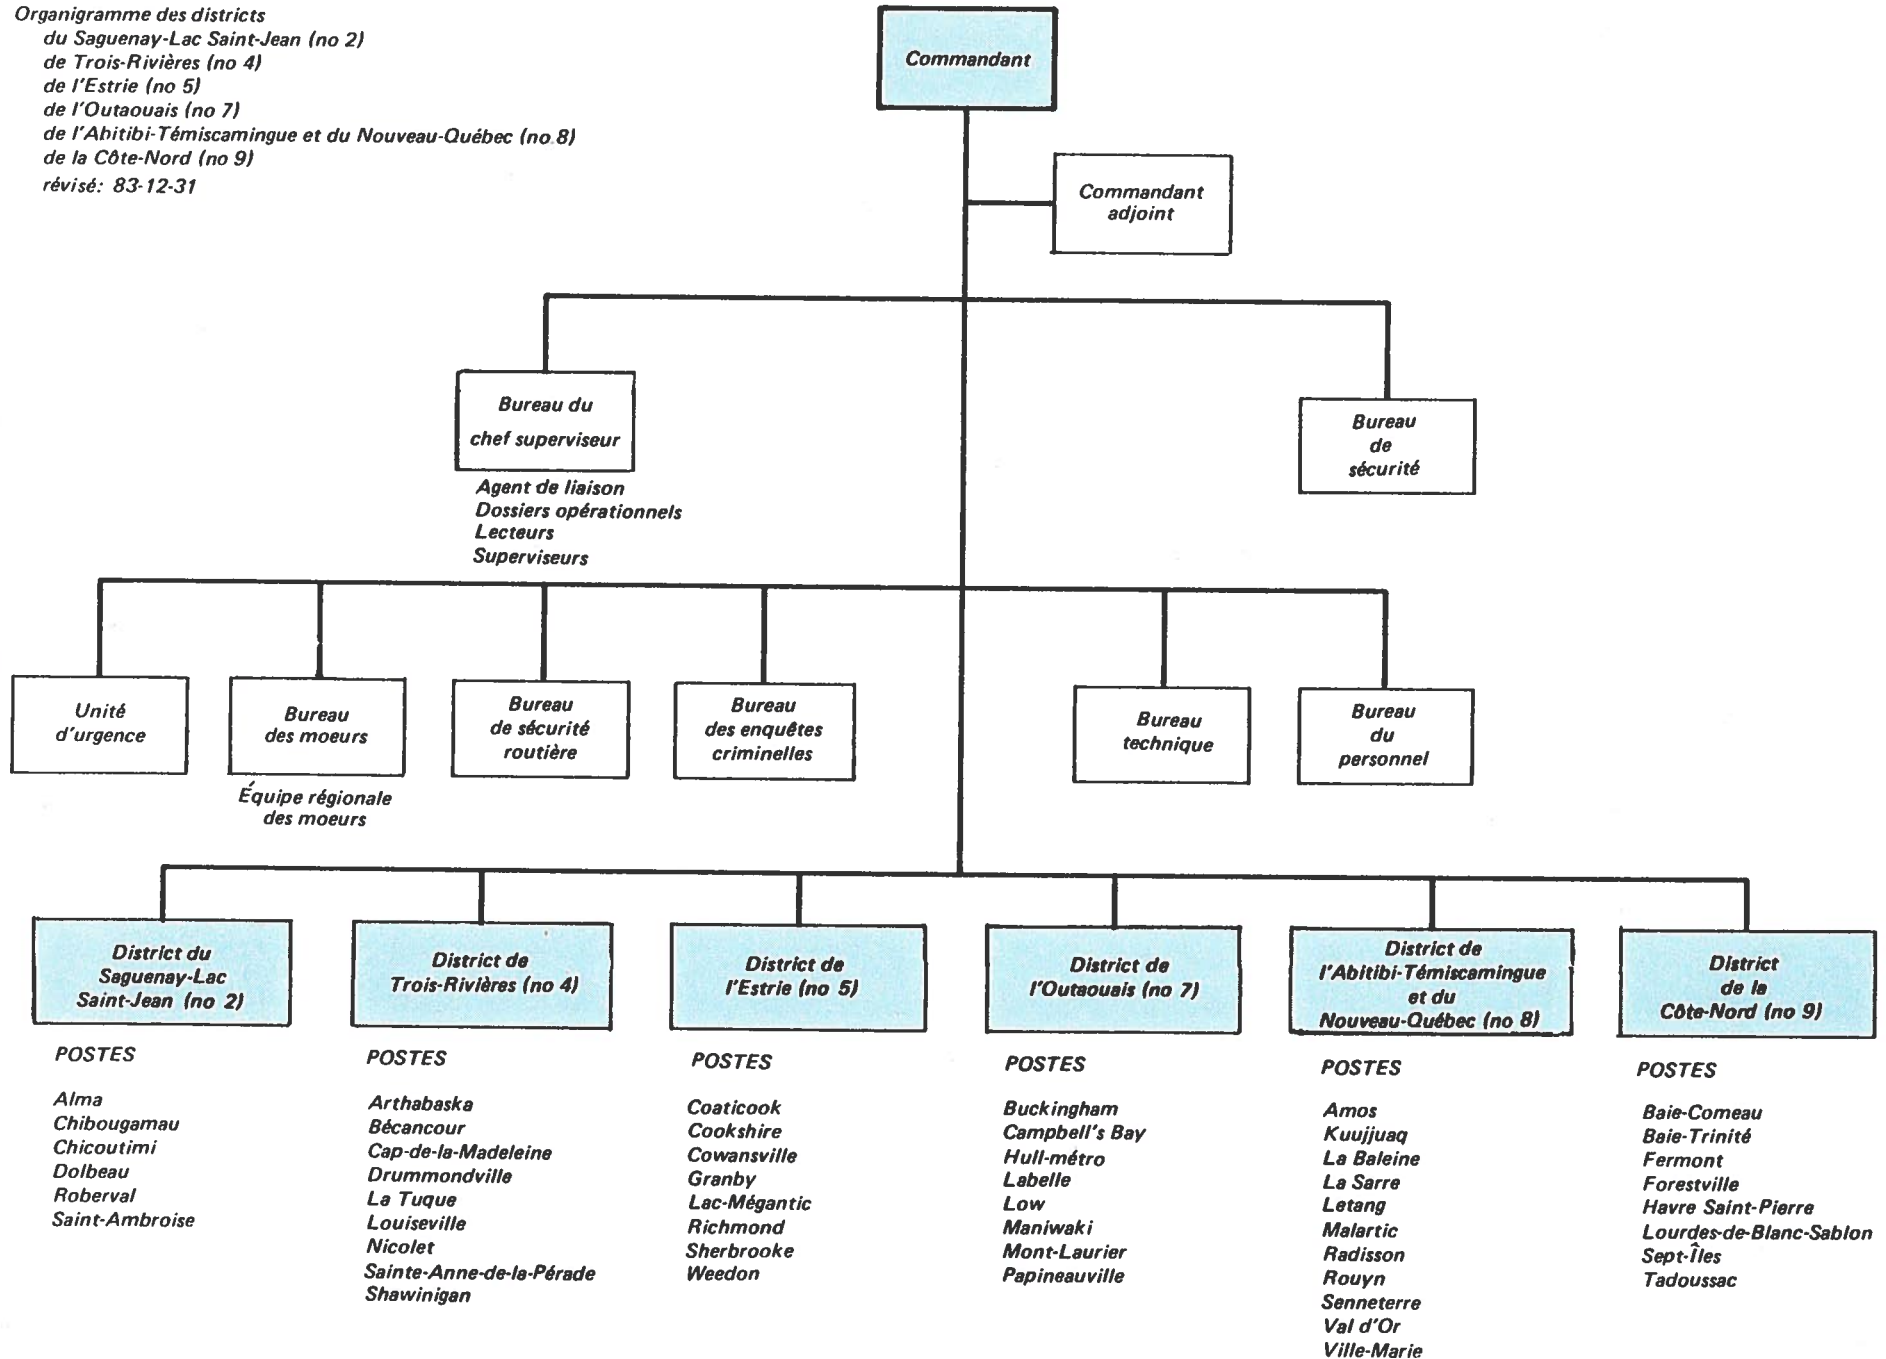 Organigramme des districts
du Saguenay-Lac Saint-Jean (no 2)
de Trois-Rivières (no 4)
de l'Estrie (no 5)
de l'Outaouais (no 7)
de l'Abitibi-Témiscamingue et du Nouveau-Québec (no 8)
de la Côte-Nord (no 9)
révisé: 83-12-31
Commandant
Commandant
adjoint
Bureau du
chef superviseur
Agent de liaison
Dossiers opérationnels
Lecteurs
Superviseurs
Bureau
de
sécurité
Unité
d'urgence
Bureau
des moeurs
Équipe régionale
des moeurs
Bureau
de sécurité
routière
Bureau
des enquêtes
criminelles
Bureau
technique
Bureau
du
personnel
District du
Saguenay-Lac
Saint-Jean (no 2)
POSTES
Alma
Chibougamau
Chicoutimi
Dolbeau
Roberval
Saint-Ambroise
District de
Trois-Rivières (no 4)
POSTES
Arthabaska
Bécancour
Cap-de-la-Madeleine
Drummondville
La Tuque
Louiseville
Nicolet
Sainte-Anne-de-la-Pérade
Shawinigan
District de
l'Estrie (no 5)
POSTES
Coaticook
Cookshire
Cowansville
Granby
Lac-Mégantic
Richmond
Sherbrooke
Weedon
District de
l'Outaouais (no 7)
POSTES
Buckingham
Campbell's Bay
Hull-métro
Labelle
Low
Maniwaki
Mont-Laurier
Papineauville
District de
l'Abitibi-Témiscamingue
et du
Nouveau-Québec (no 8)
POSTES
Amos
Kuujjuaq
La Baleine
La Sarre
Letang
Malartic
Radisson
Rouyn
Senneterre
Val d'Or
Ville-Marie
District
de la
Côte-Nord (no 9)
POSTES
Baie-Comeau
Baie-Trinité
Fermont
Forestville
Havre Saint-Pierre
Lourdes-de-Blanc-Sablon
Sept-Îles
Tadoussac